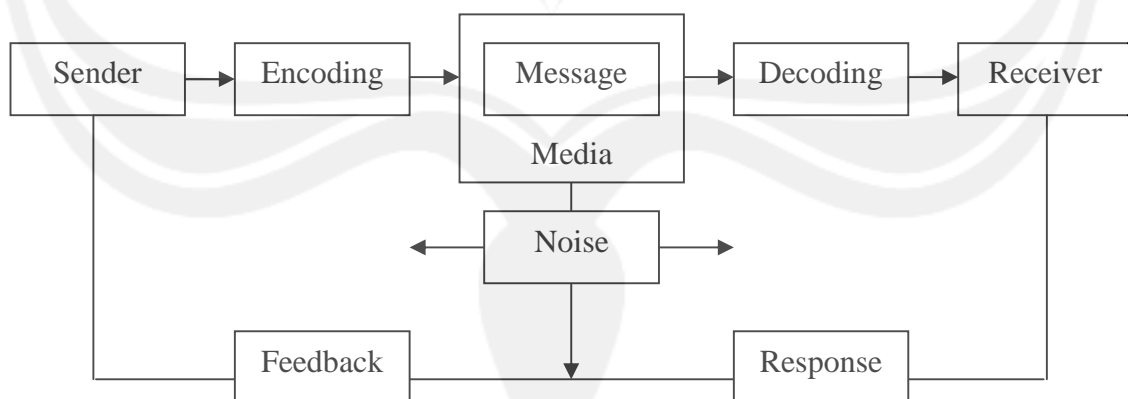 Sender
Encoding
Message
Media
Decoding
Receiver
Noise
Feedback
Response